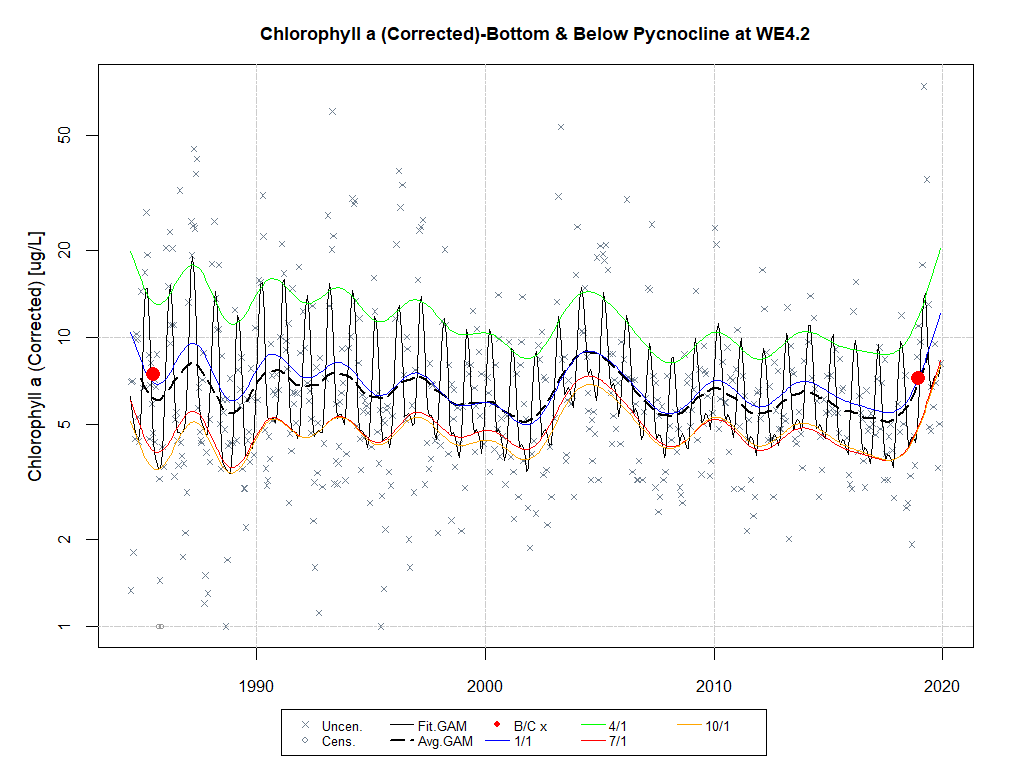 Chlorophyll a (Corrected)-Bottom & Below Pycnocline at WE4.2
Chlorophyll a (Corrected) [ug/L]
50
20
10
5
2
1
1990 2000 2010 2020
Uncen. Fit.GAM B/C x 4/1 10/1
Cens. Avg.GAM 1/1 7/1